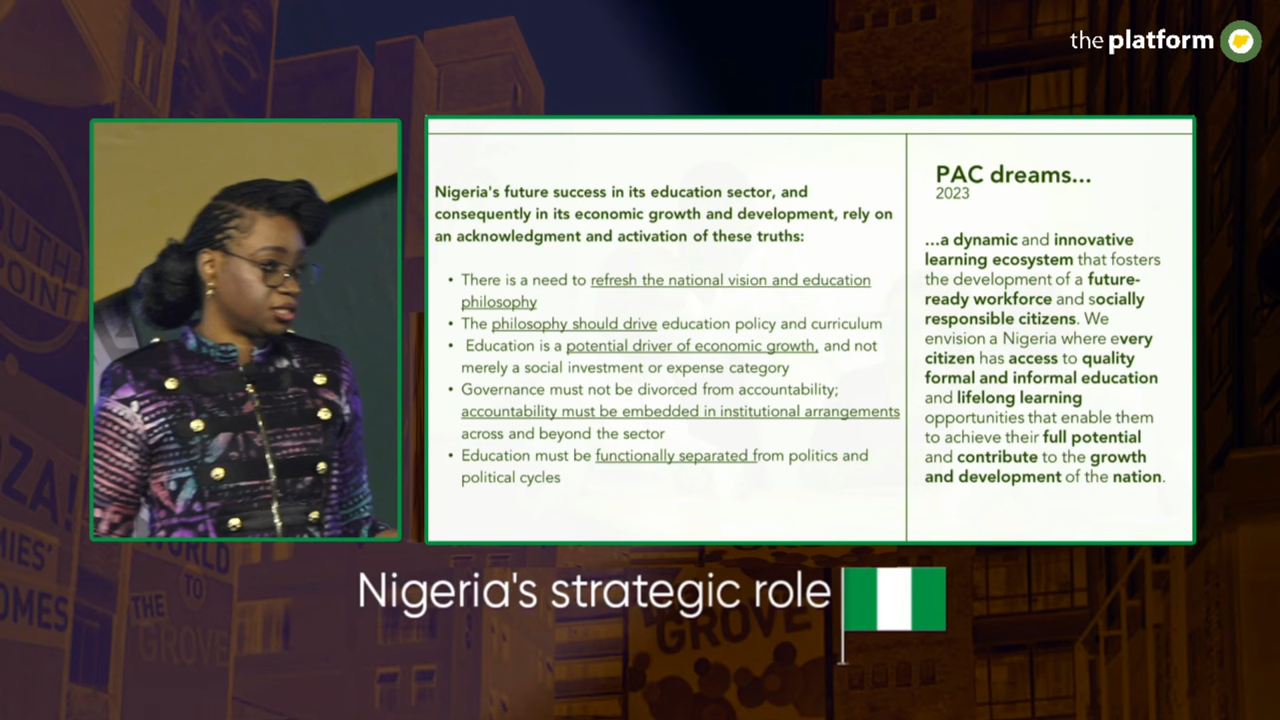 the platform
Nigeria's future success in its education sector, and
consequently in its economic growth and development, rely on
an acknowledgment and activation of these truths:
• There is a need to refresh the national vision and education
philosophy
• The philosophy should drive education policy and curriculum
• Education is a potential driver of economic growth, and not
merely a social investment or expense category
• Governance must not be divorced from accountability;
accountability must be embedded in institutional arrangements
across and beyond the sector
• Education must be functionally separated from politics and
political cycles
PAC dreams...
2023
...a dynamic and innovative
learning ecosystem that fosters
the development of a future-
ready workforce and socially
responsible citizens. We
envision a Nigeria where every
citizen has access to quality
formal and informal education
and lifelong learning
opportunities that enable them
to achieve their full potential
and contribute to the growth
and development of the nation.
Nigeria's strategic role
OUTH
POINT
WORLD
TO
THE
GROVE
GROVE